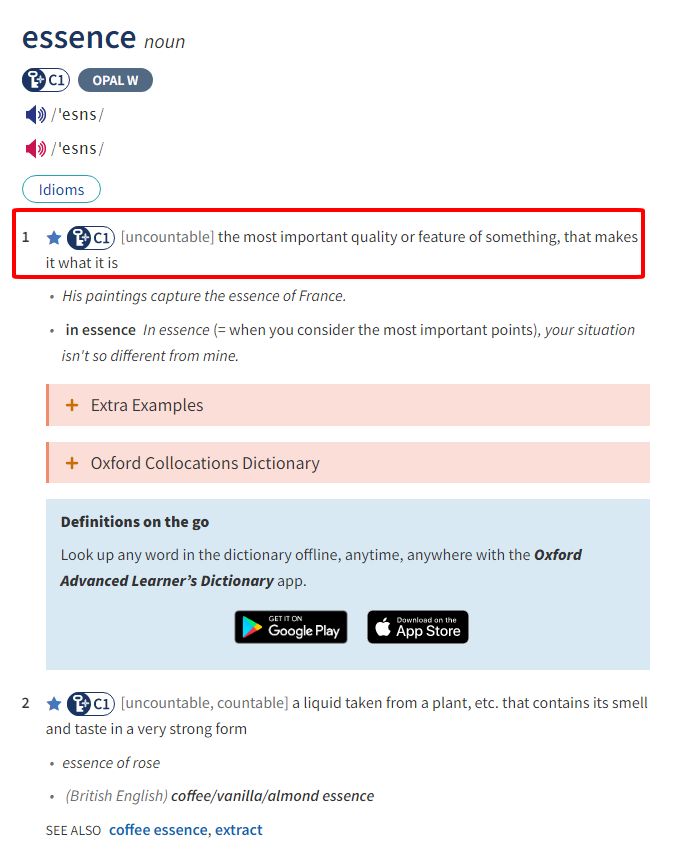 essence noun
C1 OPAL W
/ˈesns/
/ˈesns/
Idioms
1 C1 [uncountable] the most important quality or feature of something, that makes
it what it is
• His paintings capture the essence of France.
• in essence In essence (= when you consider the most important points), your situation
isn't so different from mine.
+ Extra Examples
+ Oxford Collocations Dictionary
Definitions on the go
Look up any word in the dictionary offline, anytime, anywhere with the Oxford
Advanced Learner's Dictionary app.
GET IT ON Google Play Download on the App Store
2 C1 [uncountable, countable] a liquid taken from a plant, etc. that contains its smell
and taste in a very strong form
• essence of rose
• (British English) coffee/vanilla/almond essence
SEE ALSO coffee essence, extract